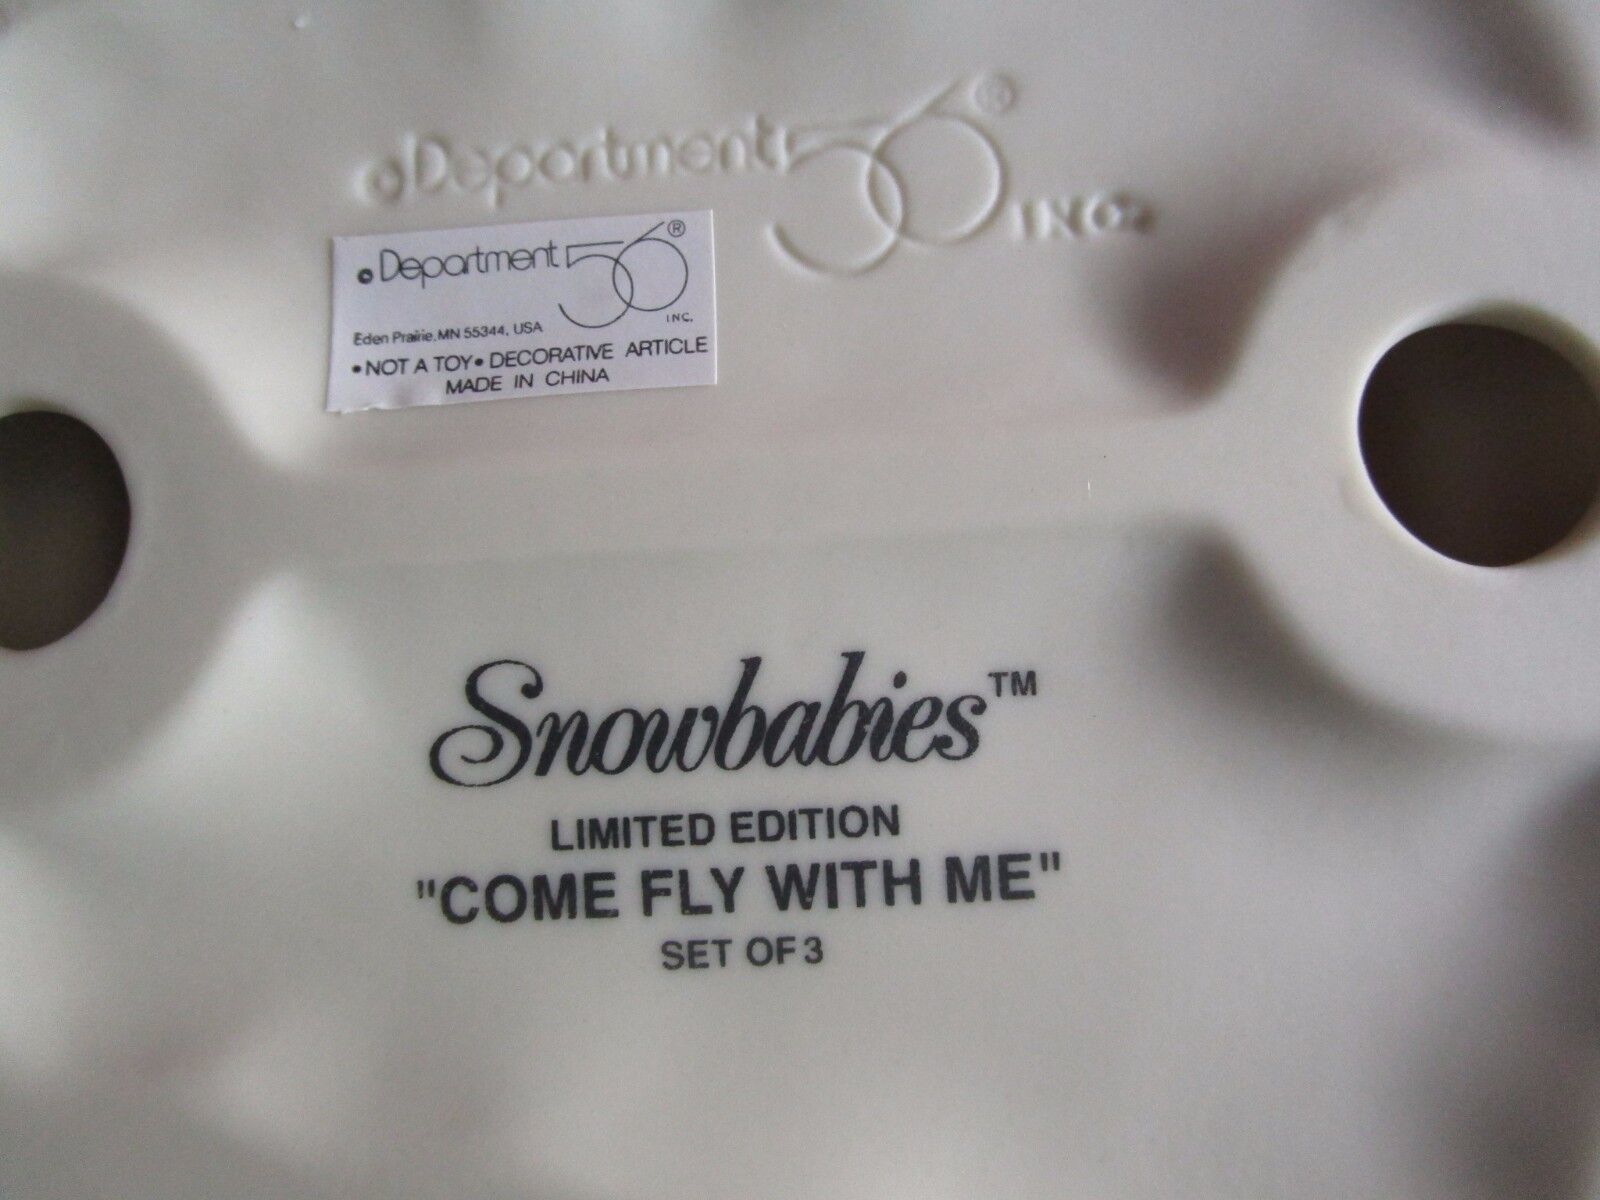 ©Department 56® INC.
©Department 56®
INC.
Eden Prairie, MN 55344, USA
•NOT A TOY• DECORATIVE ARTICLE
MADE IN CHINA
Snowbabies™
LIMITED EDITION
"COME FLY WITH ME"
SET OF 3